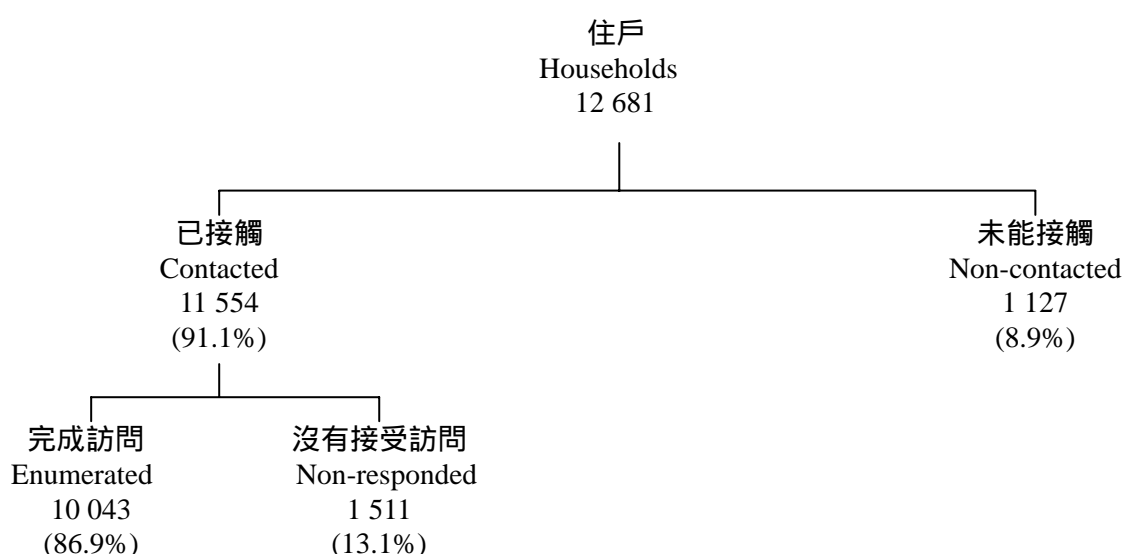 住戶
Households
12 681
已接觸
Contacted
11 554
(91.1%)
未能接觸
Non-contacted
1 127
(8.9%)
完成訪問
Enumerated
10 043
(86.9%)
沒有接受訪問
Non-responded
1 511
(13.1%)